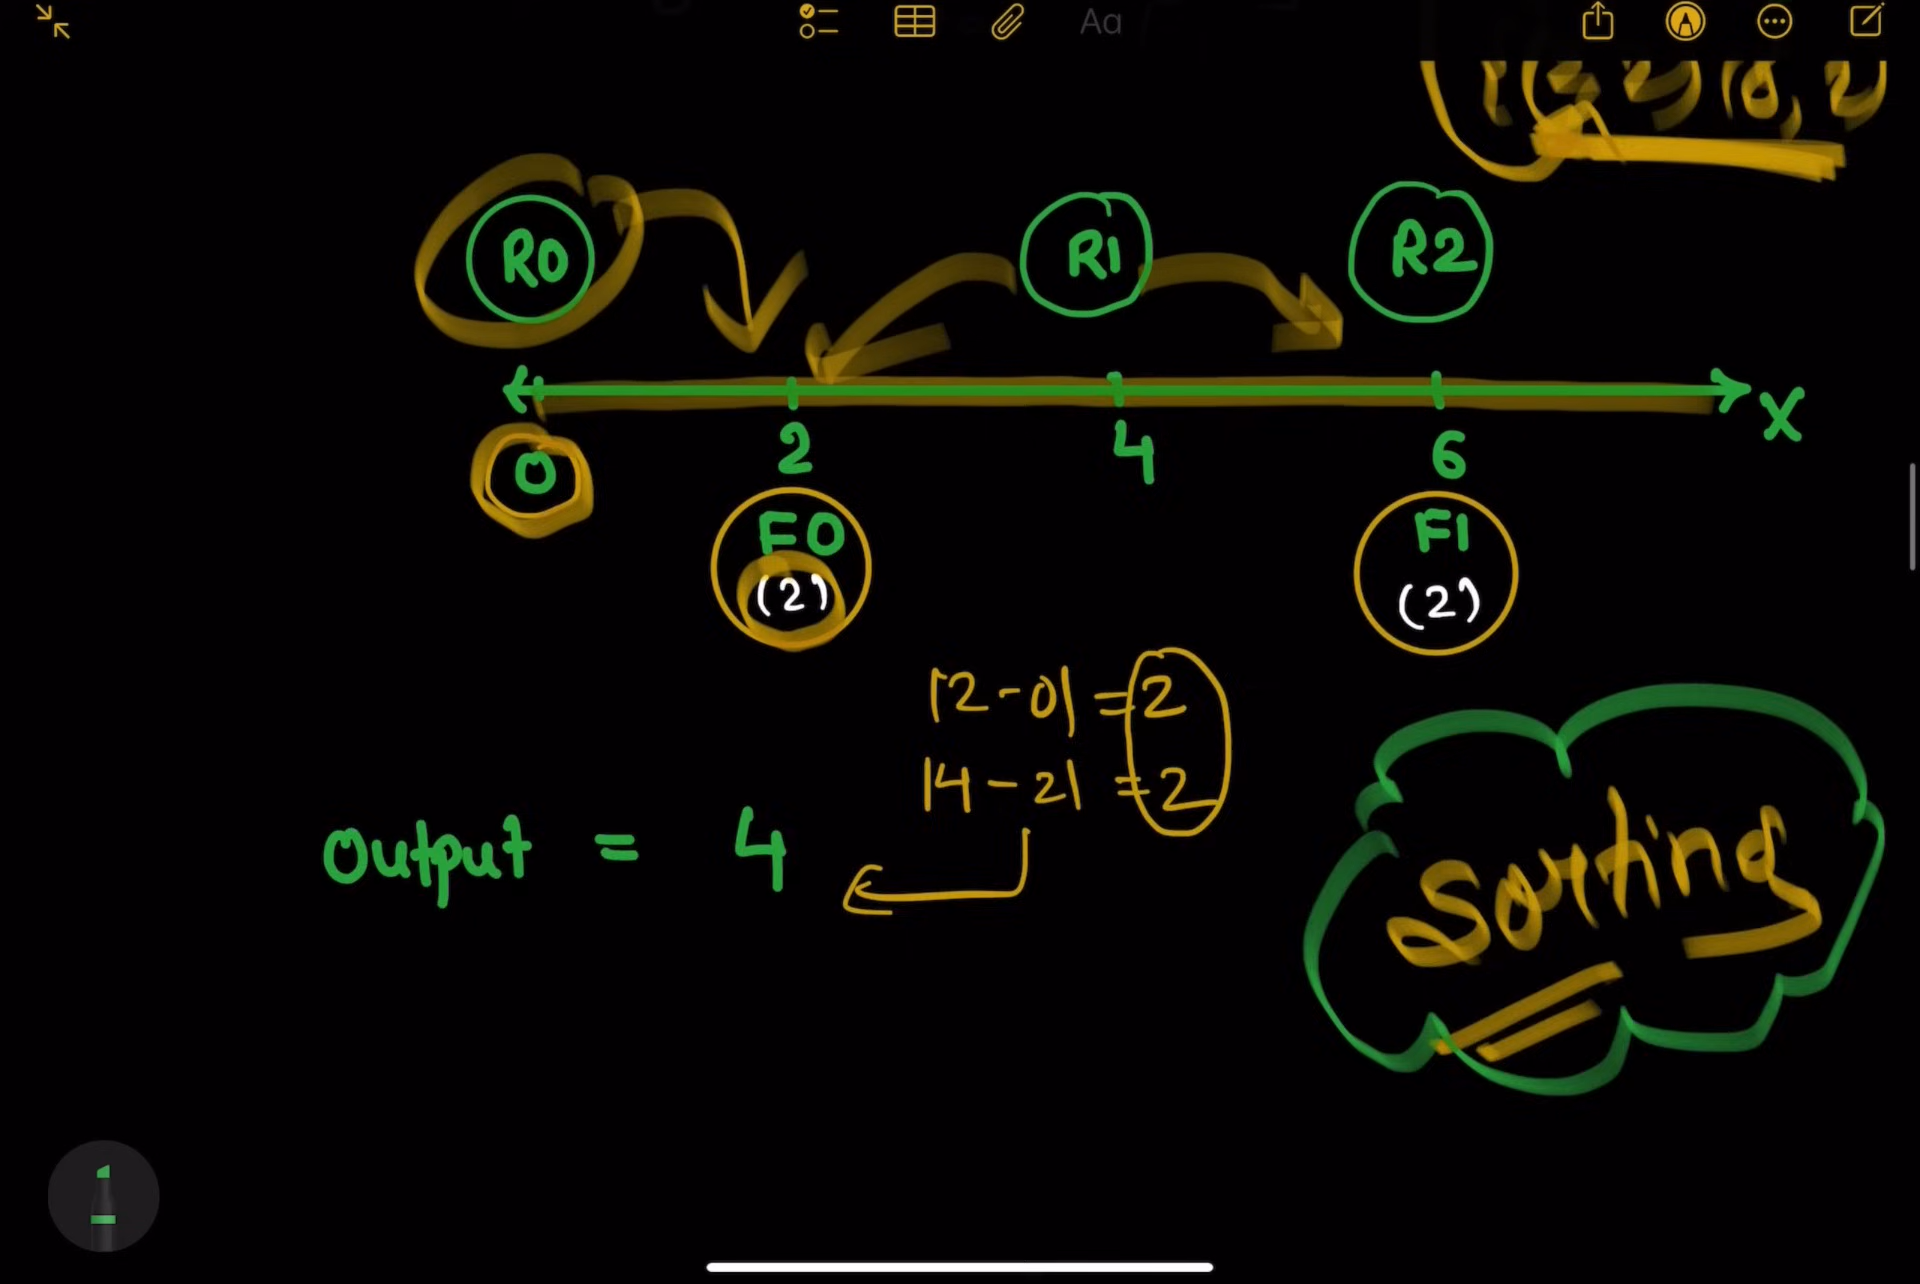 Aa
R0 R1 R2
X
0 2 4 6
F0 F1
(2) (2)
|2-0| = 2
|4-2| = 2
Output = 4
Sorting